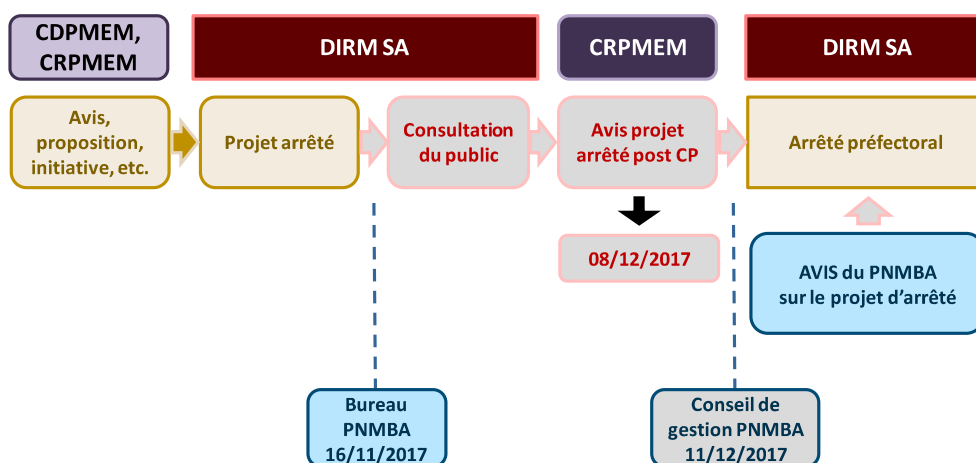 CDPMEM,
CRPMEM
DIRM SA
CRPMEM
DIRM SA
Avis,
proposition,
initiative, etc.
Projet arrêté
Consultation
du public
Avis projet
arrêté post CP
Arrêté préfectoral
08/12/2017
AVIS du PNMBA
sur le projet d’arrêté
Bureau
PNMBA
16/11/2017
Conseil de
gestion PNMBA
11/12/2017